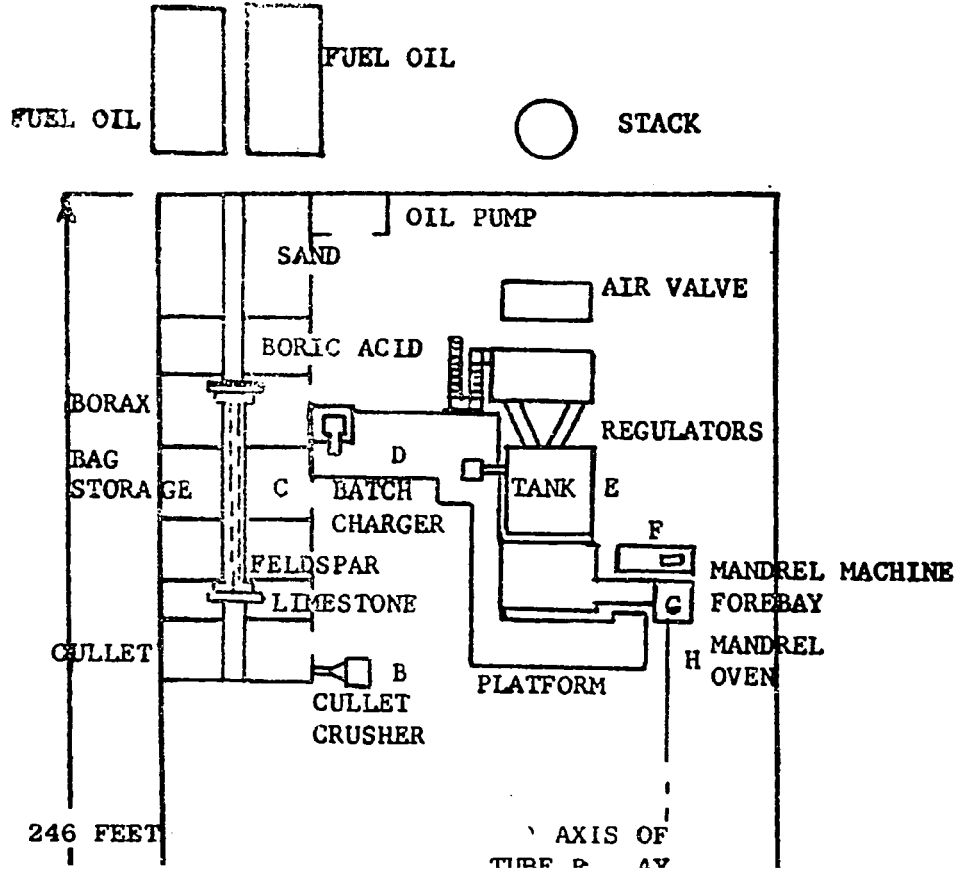 FUEL OIL
FUEL OIL
STACK
OIL PUMP
SAND
AIR VALVE
BORIC ACID
BORAX
REGULATORS
BAG
STORAGE
C
D
BATCH
CHARGER
TANK E
F
FELDSPAR
MANDREL MACHINE
LIMESTONE
G
FOREBAY
CULLET
B
H
MANDREL
OVEN
PLATFORM
CULLET
CRUSHER
246 FEET
AXIS OF
TUBE